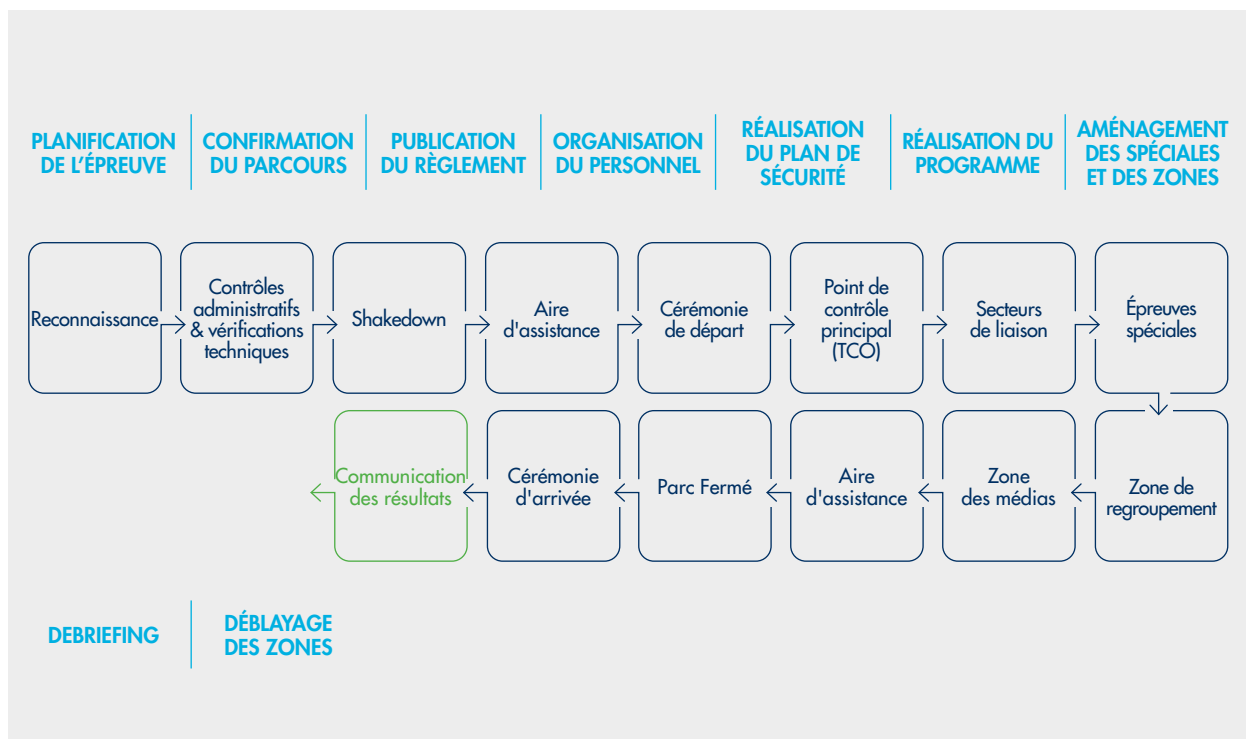 PLANIFICATION
DE L'ÉPREUVE
CONFIRMATION
DU PARCOURS
PUBLICATION
DU RÈGLEMENT
ORGANISATION
DU PERSONNEL
RÉALISATION
DU PLAN DE
SÉCURITÉ
RÉALISATION DU
PROGRAMME
AMÉNAGEMENT
DES SPÉCIALES
ET DES ZONES
Reconnaissance
Contrôles
administratifs
& vérifications
techniques
Shakedown
Aire
d'assistance
Cérémonie
de départ
Point de
contrôle
principal
(TCO)
Secteurs
de liaison
Épreuves
spéciales
Zone de
regroupement
Zone
des médias
Aire
d'assistance
Parc Fermé
Cérémonie
d'arrivée
Communication
des résultats
DEBRIEFING
DÉBLAYAGE
DES ZONES